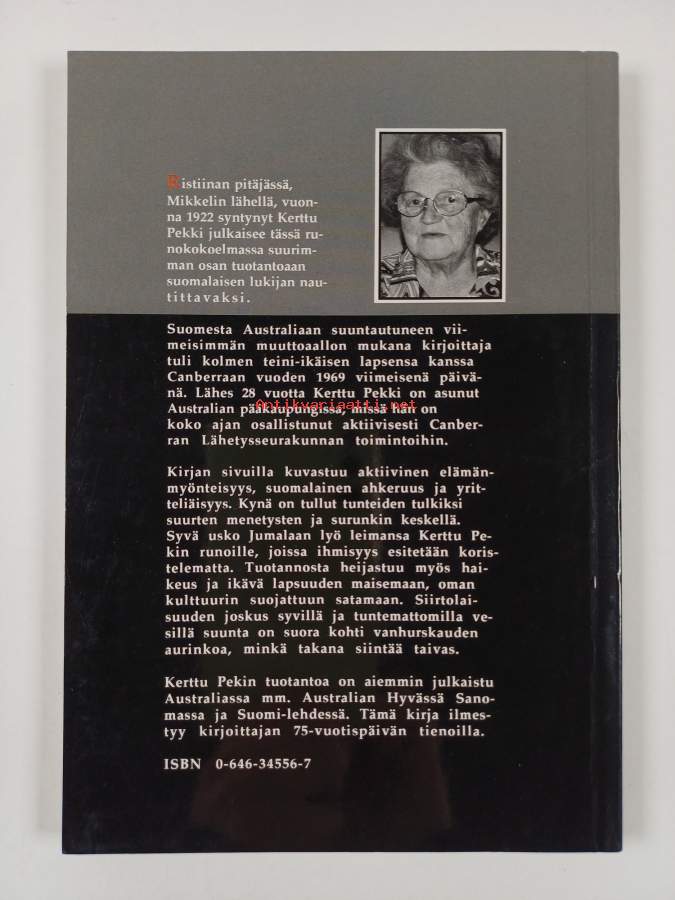 Ristiinan pitäjässä,
Mikkelin lähellä, vuon-
na 1922 syntynyt Kerttu
Pekki julkaisee tässä ru-
nokokoelmassa suurim-
man osan tuotantoaan
suomalaisen lukijan nau-
tittavaksi.
Suomesta Australiaan suuntautuneen vii-
meisimmän muuttoaallon mukana kirjoittaja
tuli kolmen teini-ikäisen lapsensa kanssa
Canberraan vuoden 1969 viimeisenä päivä-
nä. Lähes 28 vuotta Kerttu Pekki on asunut
Antikvariaatti.net
Australian pääkaupungissa, missä hän on
koko ajan osallistunut aktiivisesti Canber-
ran Lähetysseurakunnan toimintoihin.
Kirjan sivuilla kuvastuu aktiivinen elämän-
myönteisyys, suomalainen ahkeruus ja yrit-
teliäisyys. Kynä on tullut tunteiden tulkiksi
suurten menetysten ja surunkin keskellä.
Syvä usko Jumalaan lyö leimansa Kerttu Pe-
kin runoille, joissa ihmisyys esitetään koris-
telematta. Tuotannosta heijastuu myös hai-
keus ja ikävä lapsuuden maisemaan, oman
kulttuurin suojattuun satamaan. Siirtolai-
suuden joskus syvillä ja tuntemattomilla ve-
sillä suunta on suora kohti vanhurskauden
aurinkoa, minkä takana siintää taivas.
Kerttu Pekin tuotantoa on aiemmin julkaistu
Australiassa mm. Australian Hyvässä Sano-
massa ja Suomi-lehdessä. Tämä kirja ilmes-
tyy kirjoittajan 75-vuotispäivän tienoilla.
ISBN 0-646-34556-7